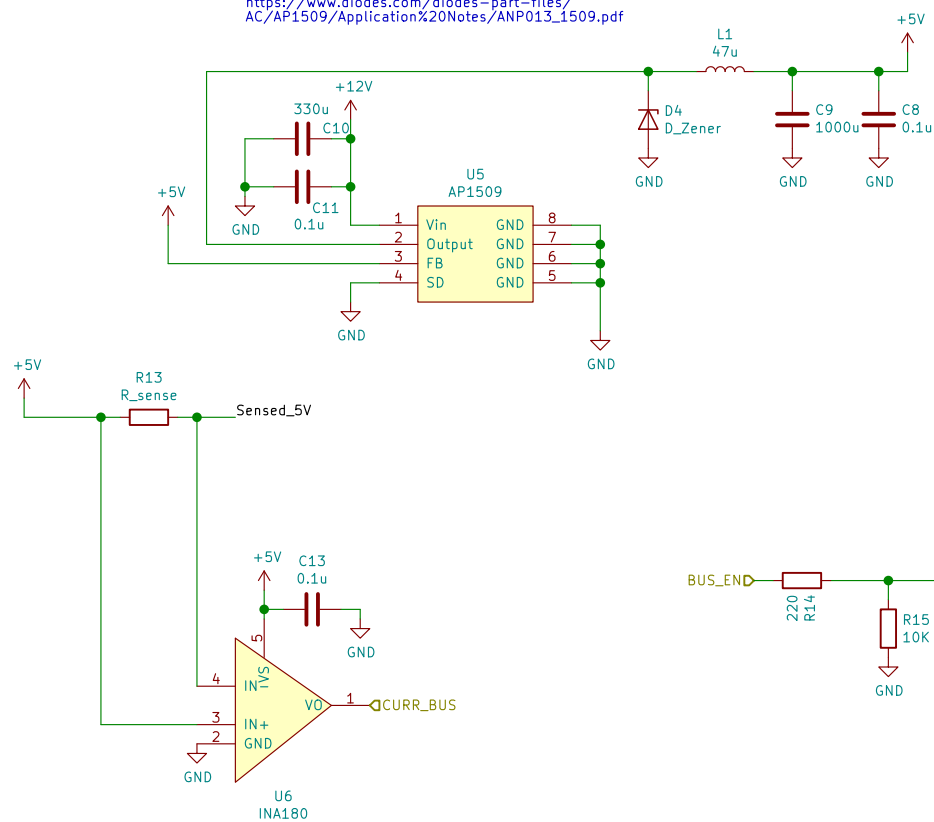 https://www.diodes.com/diodes-part-files/
AC/AP1509/Application%20Notes/ANP013_1509.pdf
+5V
L1
47u
+12V
330u
C10
D4
D_Zener
C9
1000u
C8
0.1u
GND
GND
GND
+5V
C11
0.1u
GND
U5
AP1509
1
Vin
GND
8
2
Output
GND
7
3
FB
GND
6
4
SD
GND
5
GND
GND
+5V
R13
R_sense
Sensed_5V
+5V
C13
0.1u
GND
5
VS
4
IN-
3
IN+
2
GND
VO
1
CURR_BUS
GND
U6
INA180
BUS_EN
220
R14
R15
10K
GND